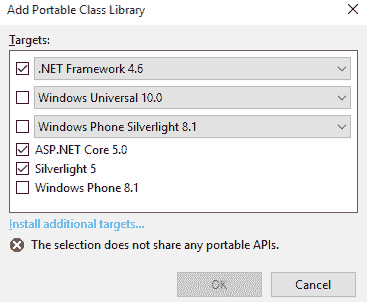 Add Portable Class Library
Targets:
.NET Framework 4.6
Windows Universal 10.0
Windows Phone Silverlight 8.1
ASP.NET Core 5.0
Silverlight 5
Windows Phone 8.1
Install additional targets...
The selection does not share any portable APIs.
OK
Cancel